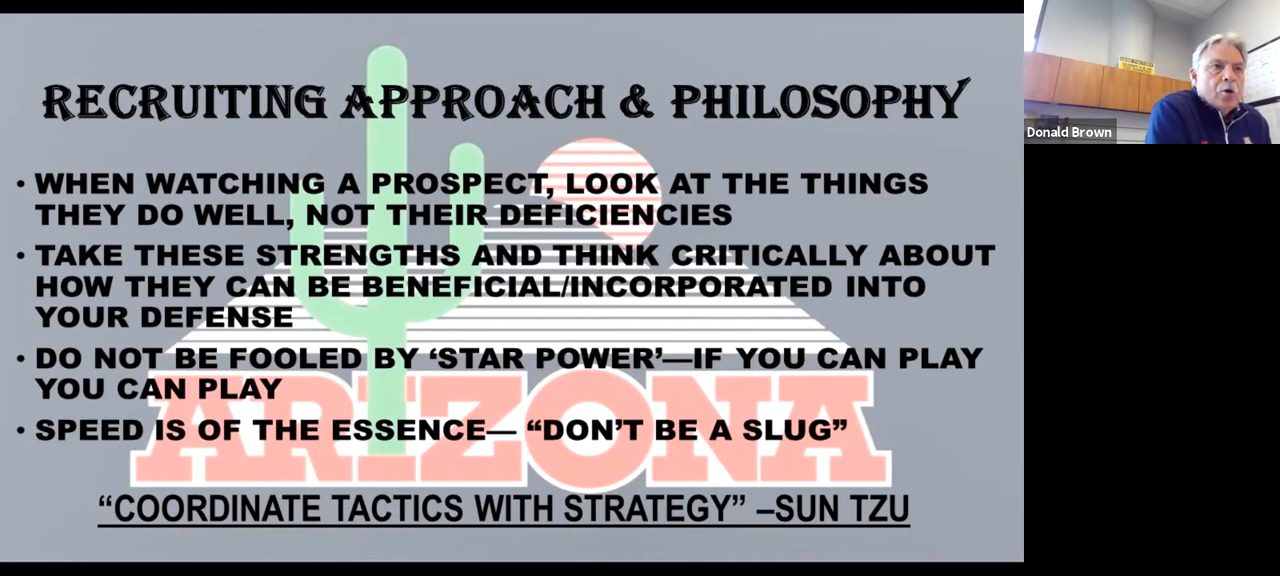 RECRUITING APPROACH & PHILOSOPHY
• WHEN WATCHING A PROSPECT, LOOK AT THE THINGS
THEY DO WELL, NOT THEIR DEFICIENCIES
• TAKE THESE STRENGTHS AND THINK CRITICALLY ABOUT
HOW THEY CAN BE BENEFICIAL/INCORPORATED INTO
YOUR DEFENSE
• DO NOT BE FOOLED BY ‘STAR POWER’—IF YOU CAN PLAY
YOU CAN PLAY
• SPEED IS OF THE ESSENCE— “DON’T BE A SLUG”
ARIZONA
“COORDINATE TACTICS WITH STRATEGY” –SUN TZU
Donald Brown